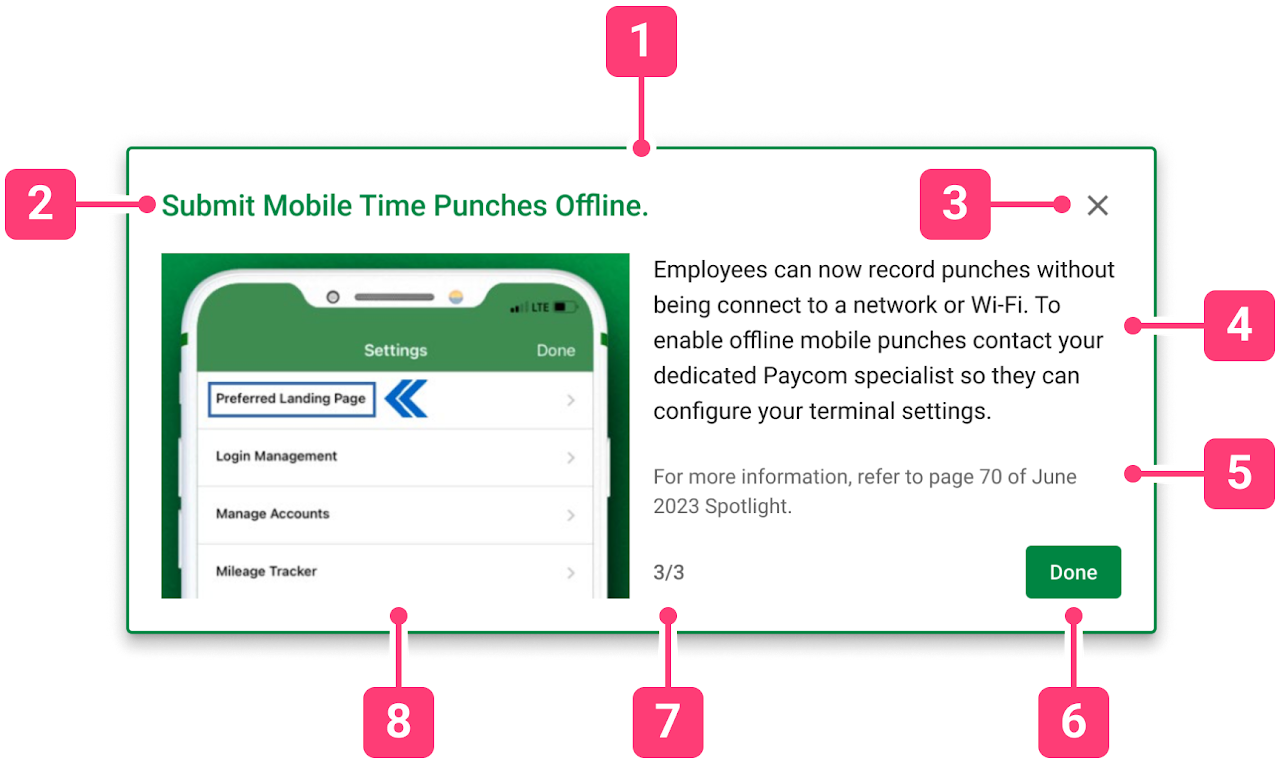 1
2
Submit Mobile Time Punches Offline.
3
LTE
Settings
Done
Preferred Landing Page
Login Management
Manage Accounts
Mileage Tracker
Employees can now record punches without
being connect to a network or Wi-Fi. To
enable offline mobile punches contact your
dedicated Paycom specialist so they can
configure your terminal settings.
4
For more information, refer to page 70 of June
2023 Spotlight.
5
3/3
Done
8
7
6